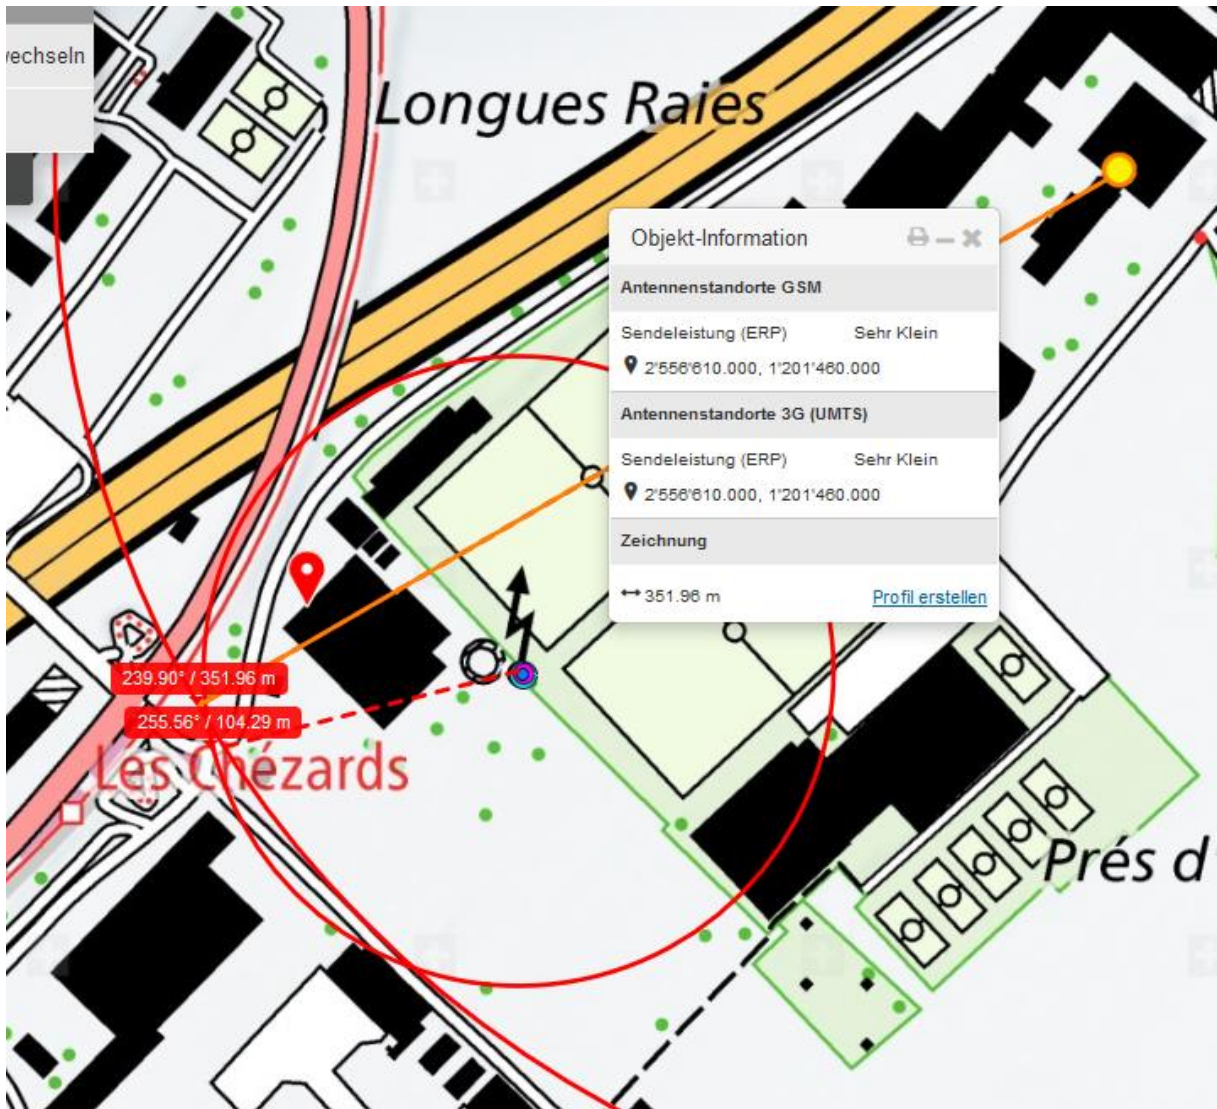 wechseln
Longues Raies
Objekt-Information
Antennenstandorte GSM
Sendeleistung (ERP) Sehr Klein
2'556'610.000, 1'201'460.000
Antennenstandorte 3G (UMTS)
Sendeleistung (ERP) Sehr Klein
2'556'610.000, 1'201'460.000
Zeichnung
351.96 m Profil erstellen
239.90° / 351.96 m
255.56° / 104.29 m
Les Chézards
Prés d'